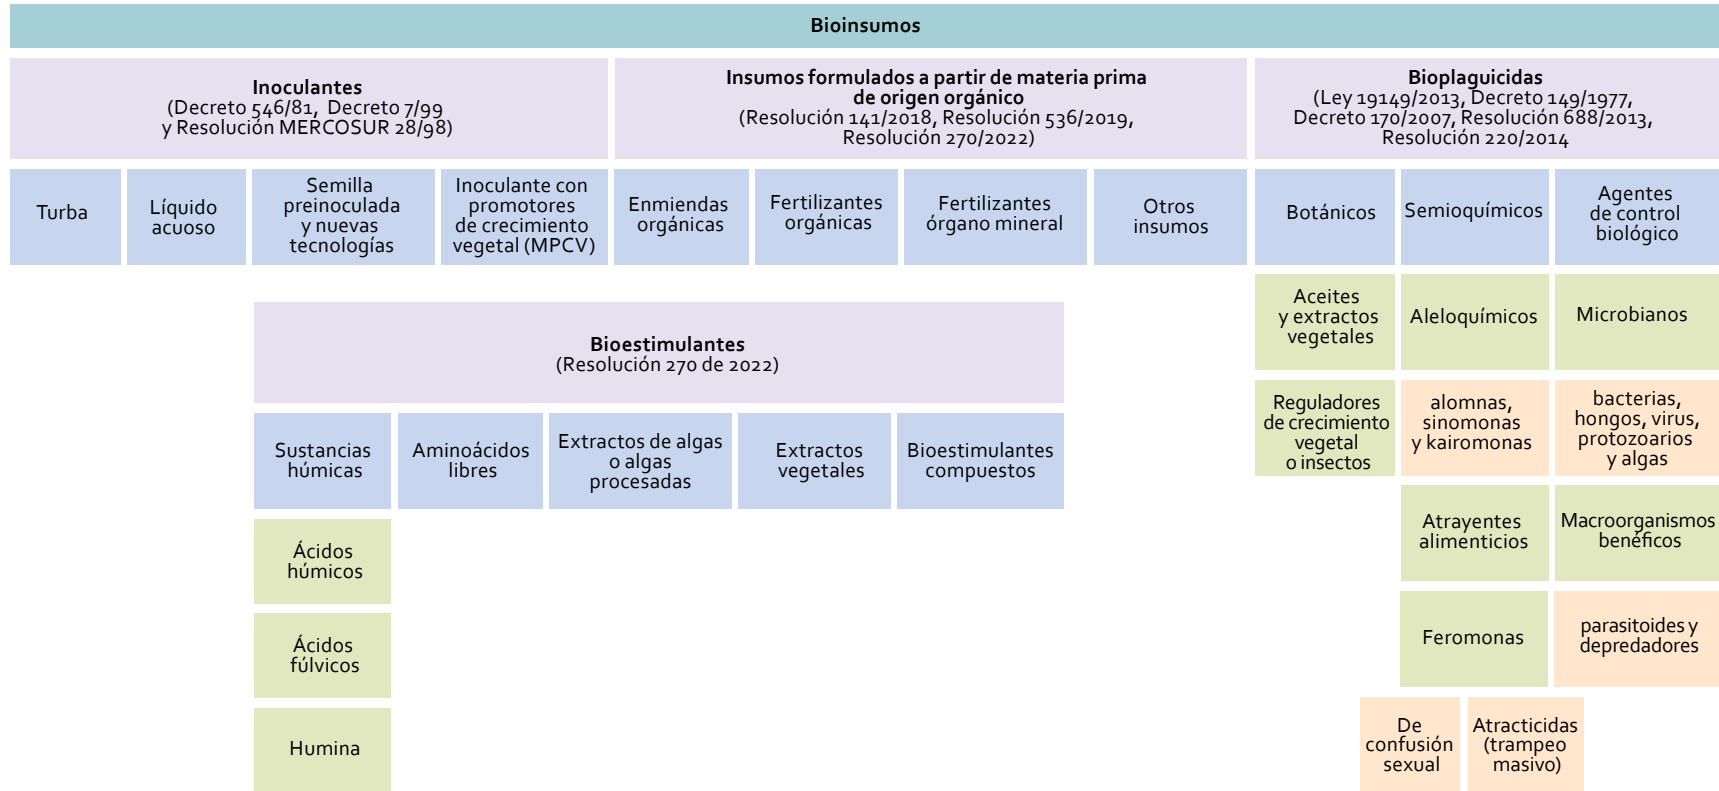 Bioinsumos
Inoculantes
(Decreto 546/81, Decreto 7/99
y Resolución MERCOSUR 28/98)
Insumos formulados a partir de materia prima
de origen orgánico
(Resolución 141/2018, Resolución 536/2019,
Resolución 270/2022)
Bioplaguicidas
(Ley 19149/2013, Decreto 149/1977,
Decreto 170/2007, Resolución 688/2013,
Resolución 220/2014
Turba
Líquido
acuoso
Semilla
preinoculada
y nuevas
tecnologías
Inoculante con
promotores
de crecimiento
vegetal (MPCV)
Enmiendas
orgánicas
Fertilizantes
orgánicas
Fertilizantes
órgano mineral
Otros
insumos
Botánicos
Semioquímicos
Agentes
de control
biológico
Aceites
y extractos
vegetales
Aleloquímicos
Microbianos
Reguladores
de crecimiento
vegetal
o insectos
alomnas,
sinomonas
y kairomonas
bacterias,
hongos, virus,
protozoarios
y algas
Atrayentes
alimenticios
Macroorganismos
benéficos
Feromonas
parasitoides y
depredadores
De
confusión
sexual
Atracticidas
(trampeo
masivo)
Bioestimulantes
(Resolución 270 de 2022)
Sustancias
húmicas
Aminoácidos
libres
Extractos de algas
o algas
procesadas
Extractos
vegetales
Bioestimulantes
compuestos
Ácidos
húmicos
Ácidos
fúlvicos
Humina